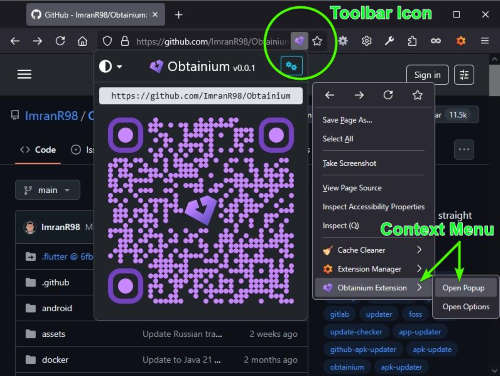 GitHub - ImranR98/Obtainium:
Toolbar Icon
https://github.com/ImranR98/Obtainium
Obtainium v0.0.1
Sign in
https://github.com/ImranR98/Obtainium
ImranR98 /
11.5k
Code
Save Page As...
Select All
Take Screenshot
View Page Source
Inspect Accessibility Properties
Inspect (Q)
Cache Cleaner
Extension Manager
Obtainium Extension
main
straight
Context Menu
Open Popup
Open Options
ImranR98
.flutter @ 6fb
.github
android
assets
Update Russian tra...
2 weeks ago
docker
Update to Java 21
2 months ago
gitlab
updater
foss
update-checker
app-updater
github-apk-updater
apk-update
obtainium
apk-updater